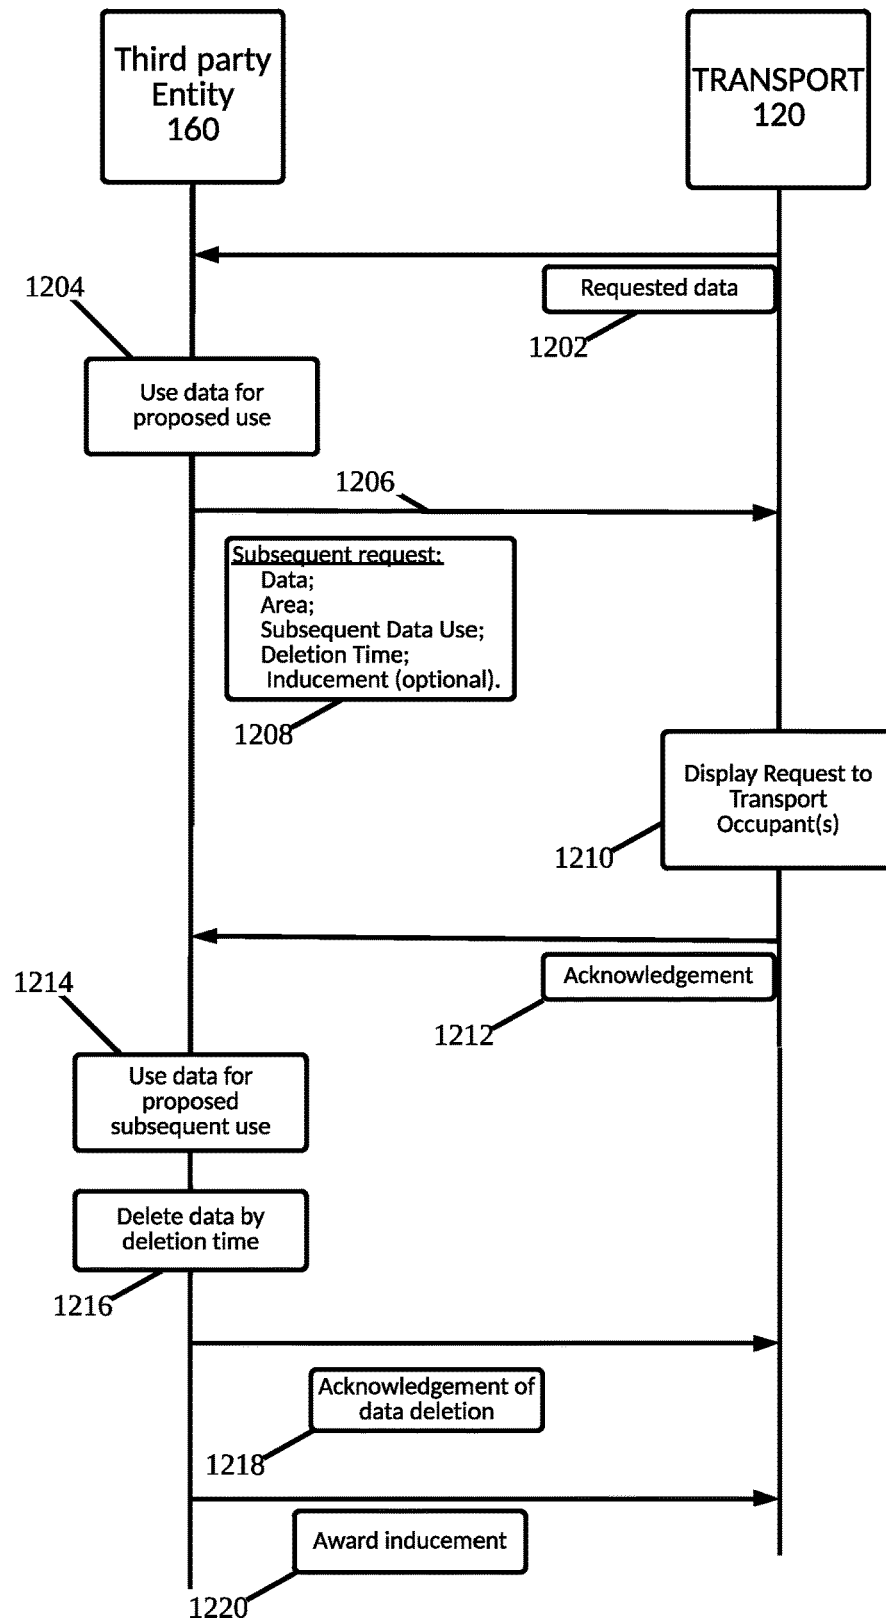 Third party
Entity
160
TRANSPORT
120
Requested data
1204
1202
Use data for
proposed use
1206
Subsequent request:
Data;
Area;
Subsequent Data Use;
Deletion Time;
Inducement (optional).
1208
Display Request to
Transport
Occupant(s)
1210
Acknowledgement
1214
1212
Use data for
proposed
subsequent use
Delete data by
deletion time
1216
Acknowledgement of
data deletion
1218
Award inducement
1220